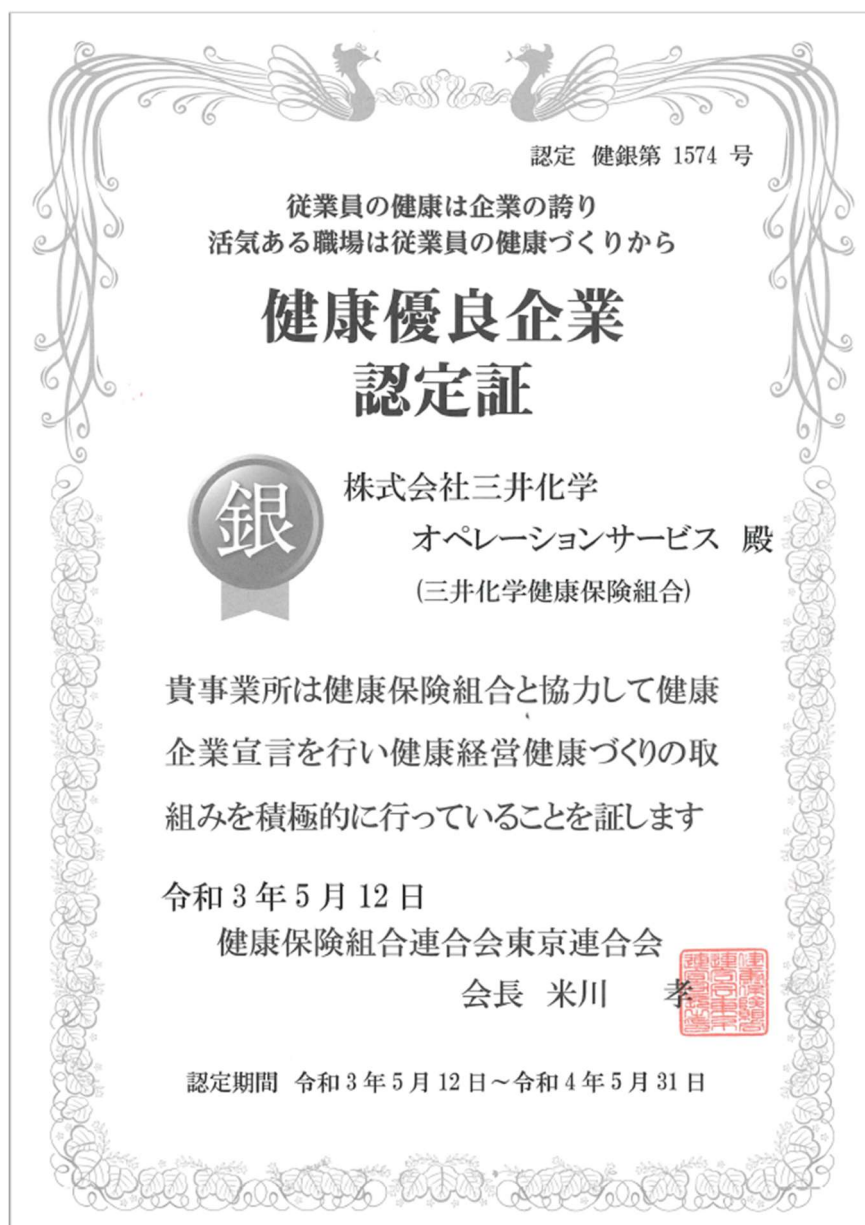 認定 健銀第 1574 号
従業員の健康は企業の誇り
活気ある職場は従業員の健康づくりから
健康優良企業
認定証
銀
株式会社三井化学
オペレーションサービス 殿
(三井化学健康保険組合)
貴事業所は健康保険組合と協力して健康
企業宣言を行い健康経営健康づくりの取
組みを積極的に行っていることを証します
令和3年5月12日
健康保険組合連合会東京連合会
会長 米川 孝
認定期間 令和3年5月12日～令和4年5月31日